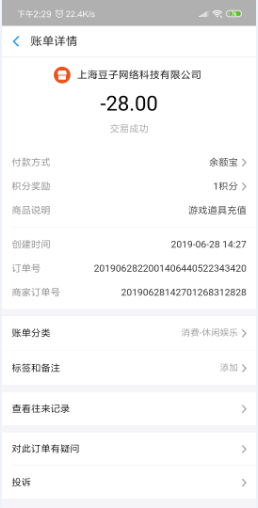 下午2:29 22.4K/s
账单详情
上海豆子网络科技有限公司
-28.00
交易成功
付款方式 余额宝
积分奖励 1积分
商品说明 游戏道具充值
创建时间 2019-06-28 14:27
订单号 2019062822001406440522343420
商家订单号 20190628142701268312828
账单分类 消费-休闲娱乐
标签和备注 添加
查看往来记录
对此订单有疑问
投诉